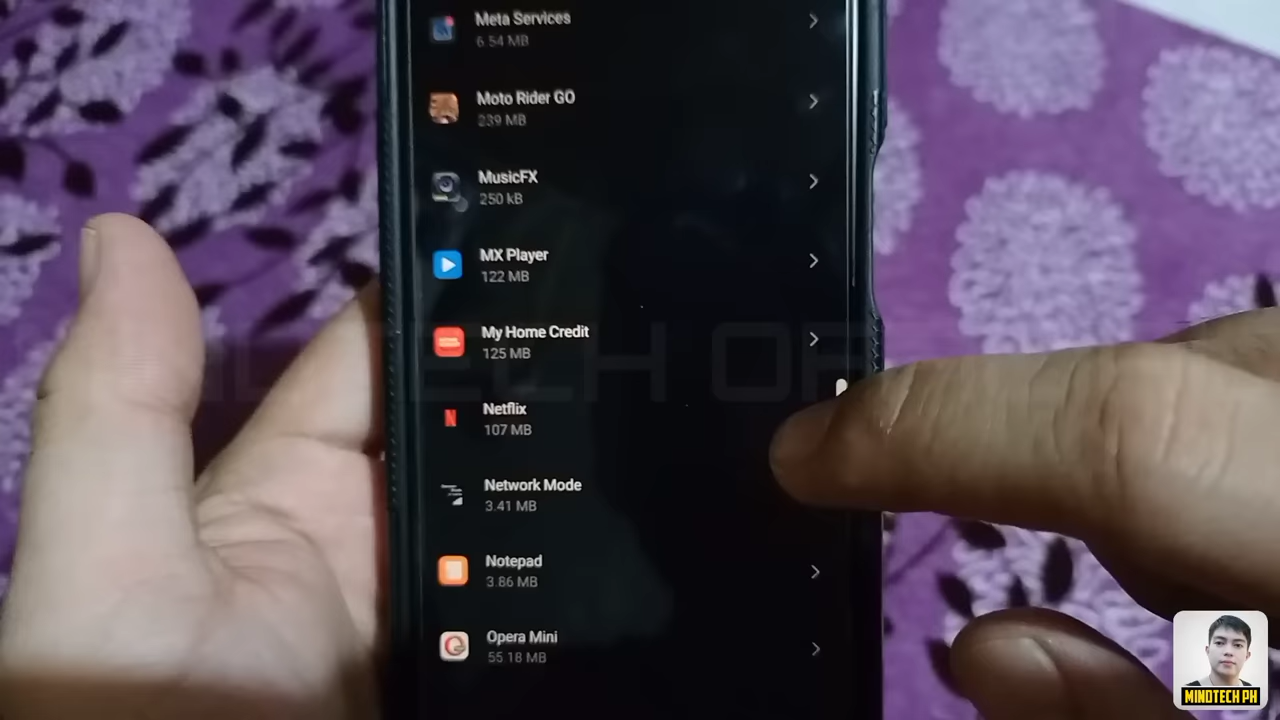 Meta Services
6.54 MB
Moto Rider GO
239 MB
MusicFX
250 kB
MX Player
122 MB
My Home Credit
125 MB
Netflix
107 MB
Network Mode
3.41 MB
Notepad
3.86 MB
Opera Mini
55.18 MB
MINDTECH PH